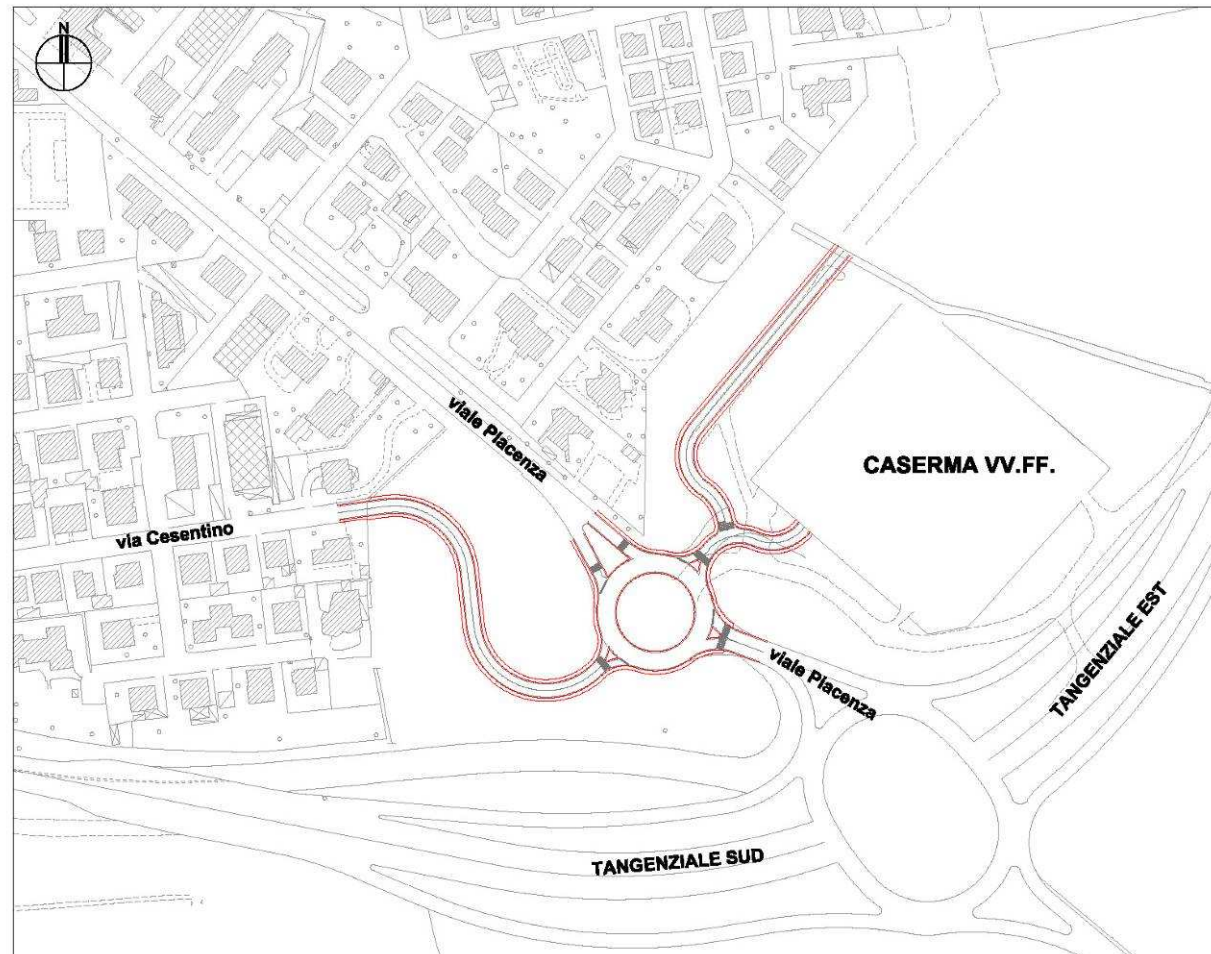 N
viale Piacenza
CASERMA VV.FF.
via Cesentino
viale Piacenza
TANGENZIALE EST
TANGENZIALE SUD